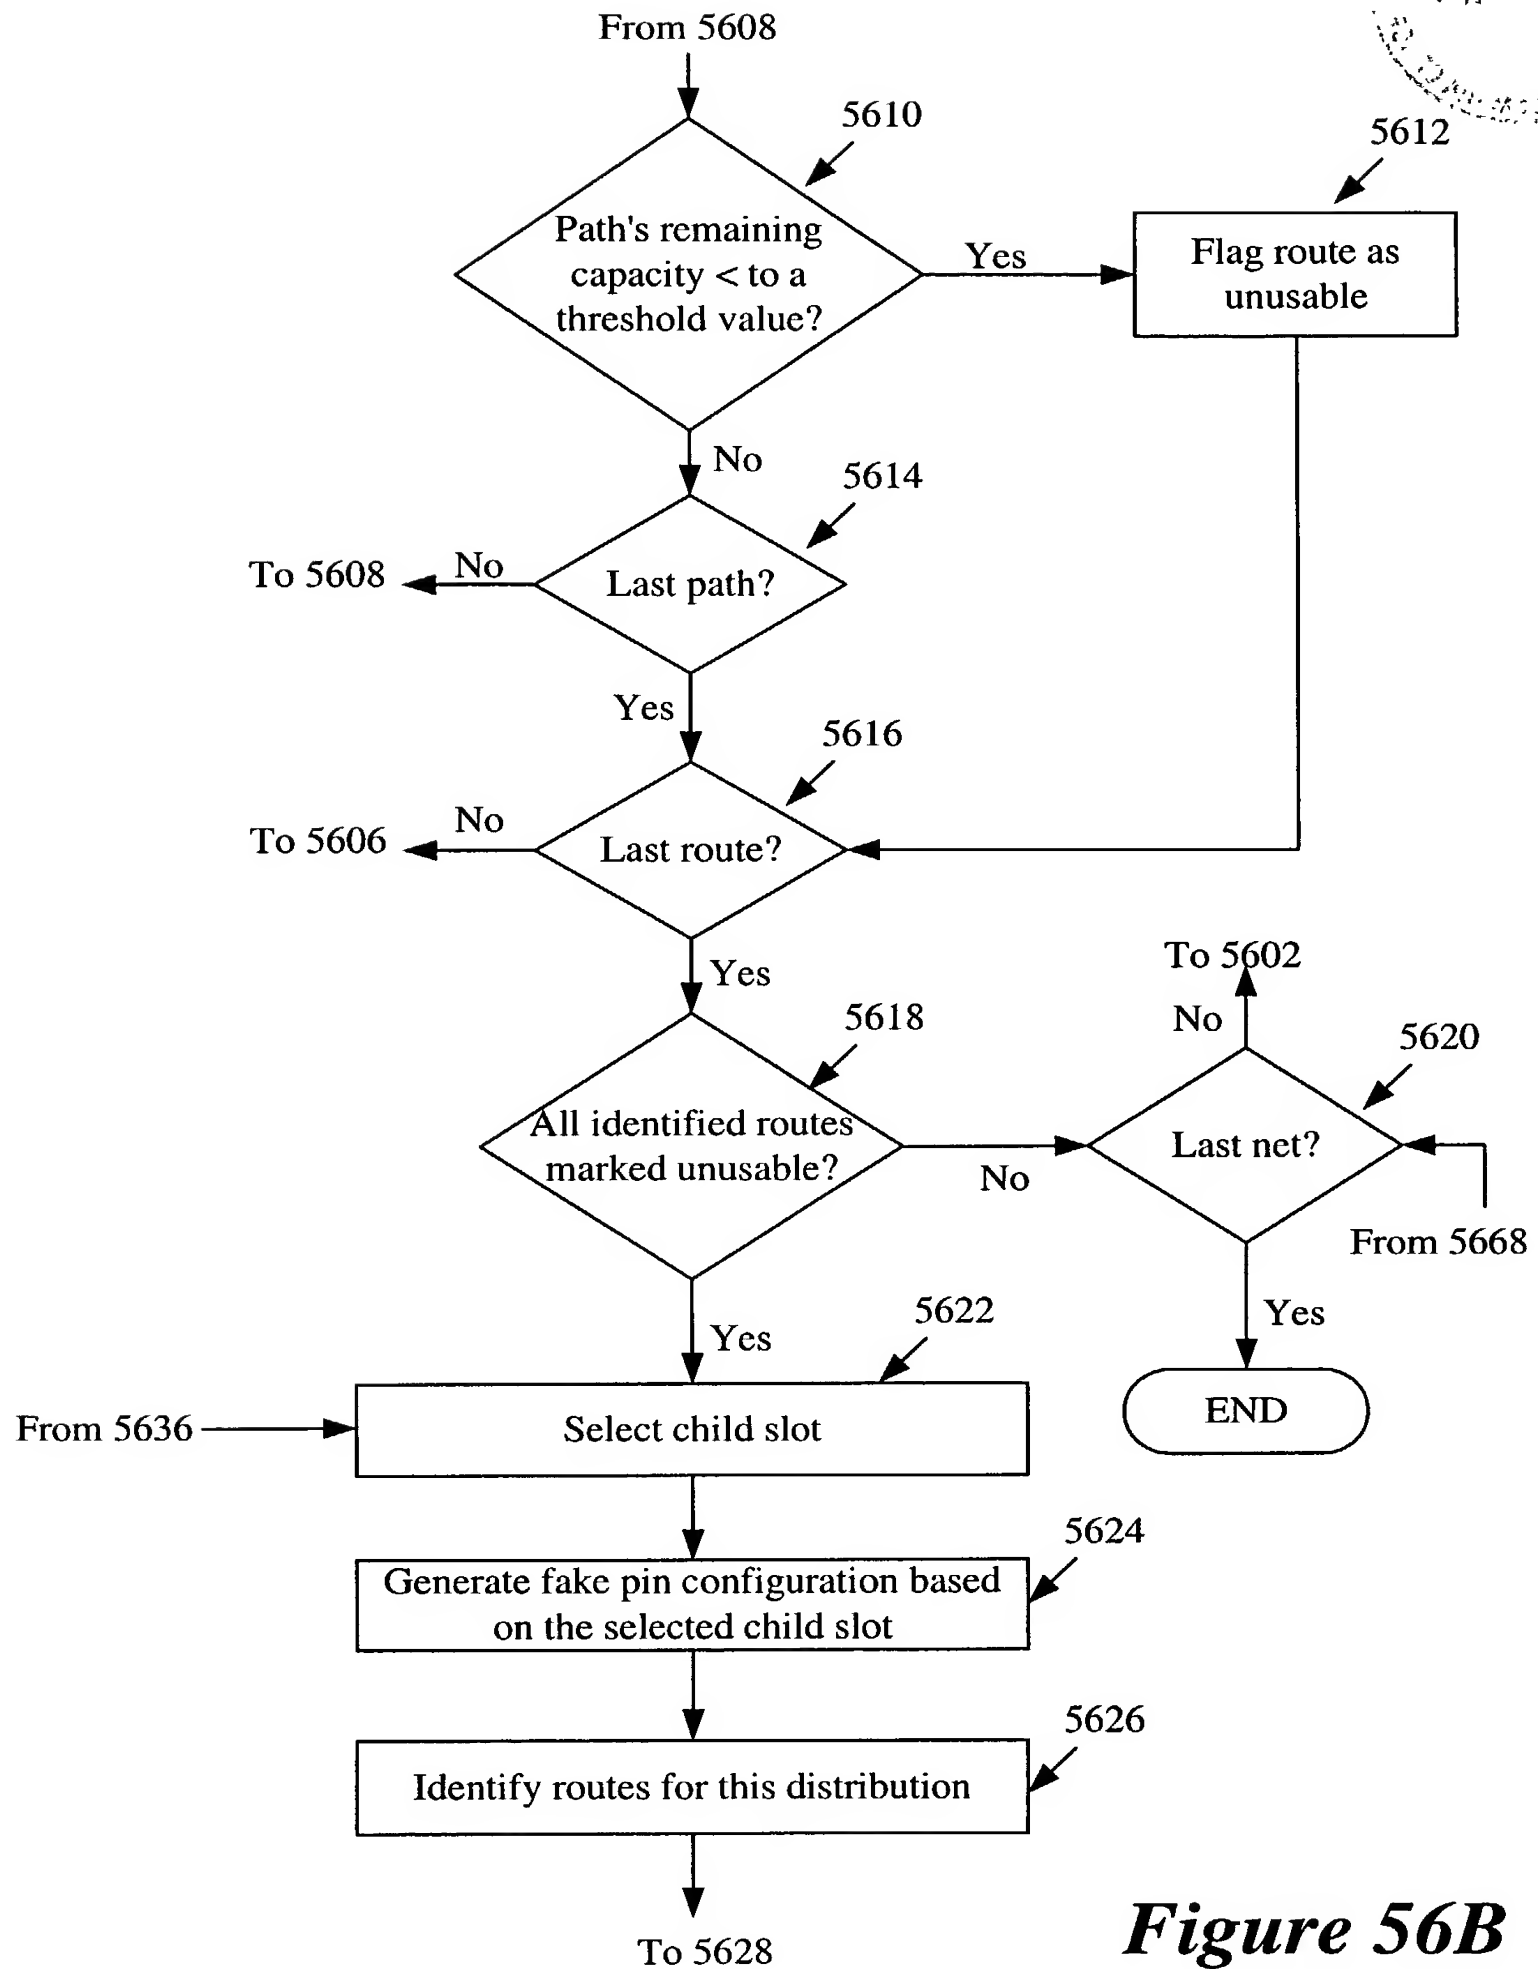 From 5608
5610
5612
Path's remaining
capacity < to a
threshold value?
Yes
Flag route as
unusable
No
5614
To 5608
No
Last path?
Yes
5616
To 5606
No
Last route?
Yes
To 5602
No
5618
5620
All identified routes
marked unusable?
No
Last net?
From 5668
Yes
Yes
5622
From 5636
Select child slot
END
5624
Generate fake pin configuration based
on the selected child slot
5626
Identify routes for this distribution
To 5628
Figure 56B